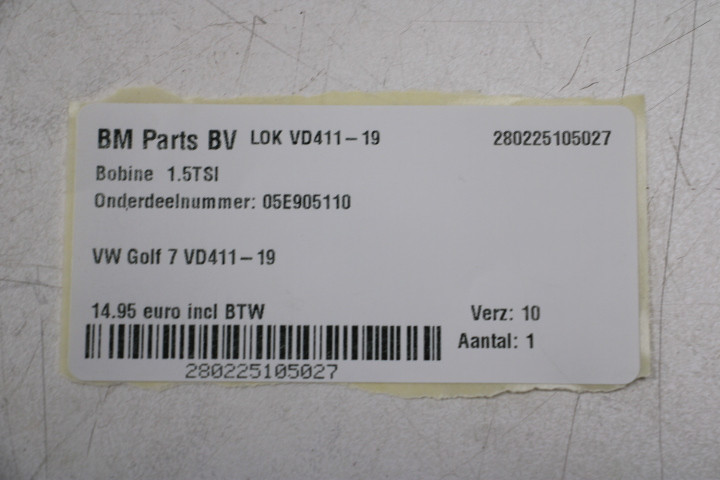 BM Parts BV LOK VD411-19 280225105027
Bobine 1.5TSI
Onderdeelnummer: 05E905110
VW Golf 7 VD411-19
14.95 euro incl BTW Verz: 10
Aantal: 1
280225105027